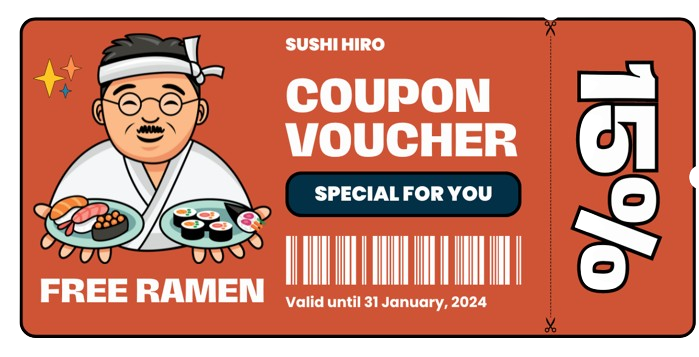 SUSHI HIRO
COUPON
VOUCHER
SPECIAL FOR YOU
Valid until 31 January, 2024
FREE RAMEN
15%